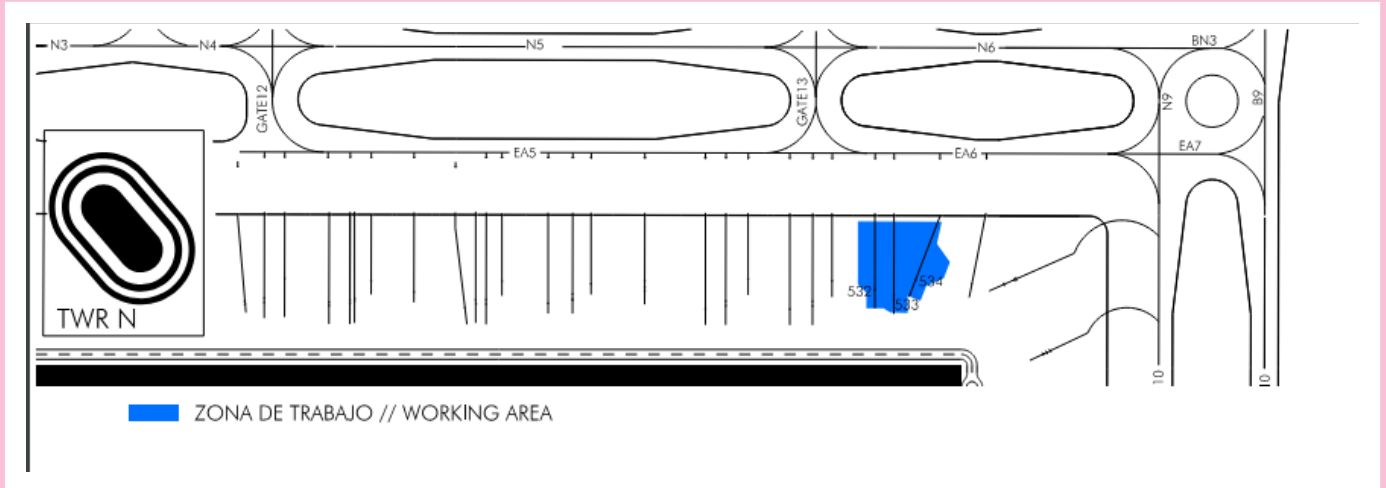 N3
N4
N5
N6
BN3
GATE12
GATE13
N9
B9
EA5
EA6
EA7
TWR N
532
533
534
10
ZONA DE TRABAJO // WORKING AREA